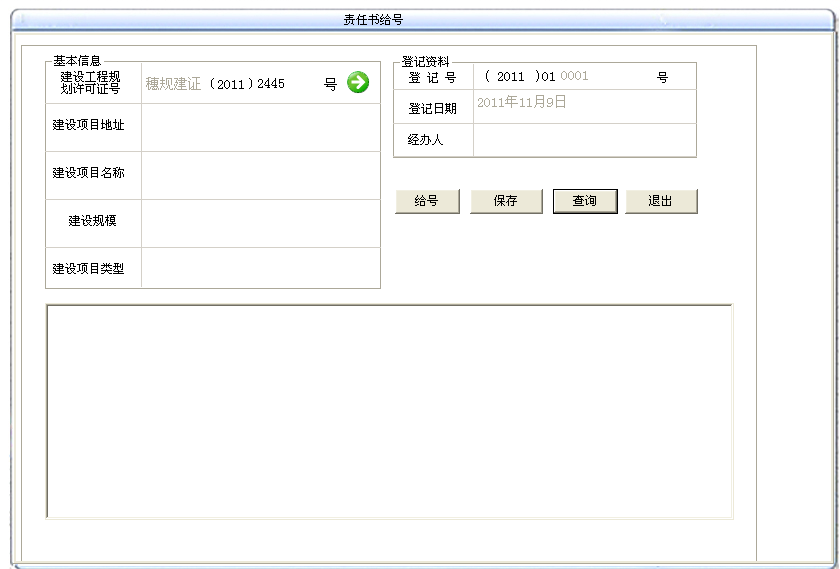 责任书给号
基本信息
建设工程规
划许可证号
穗规建证 (2011) 2445 号
建设项目地址
建设项目名称
建设规模
建设项目类型
登记资料
登 记 号 ( 2011 )01 0001 号
登记日期 2011年11月9日
经办人
给号 保存 查询 退出